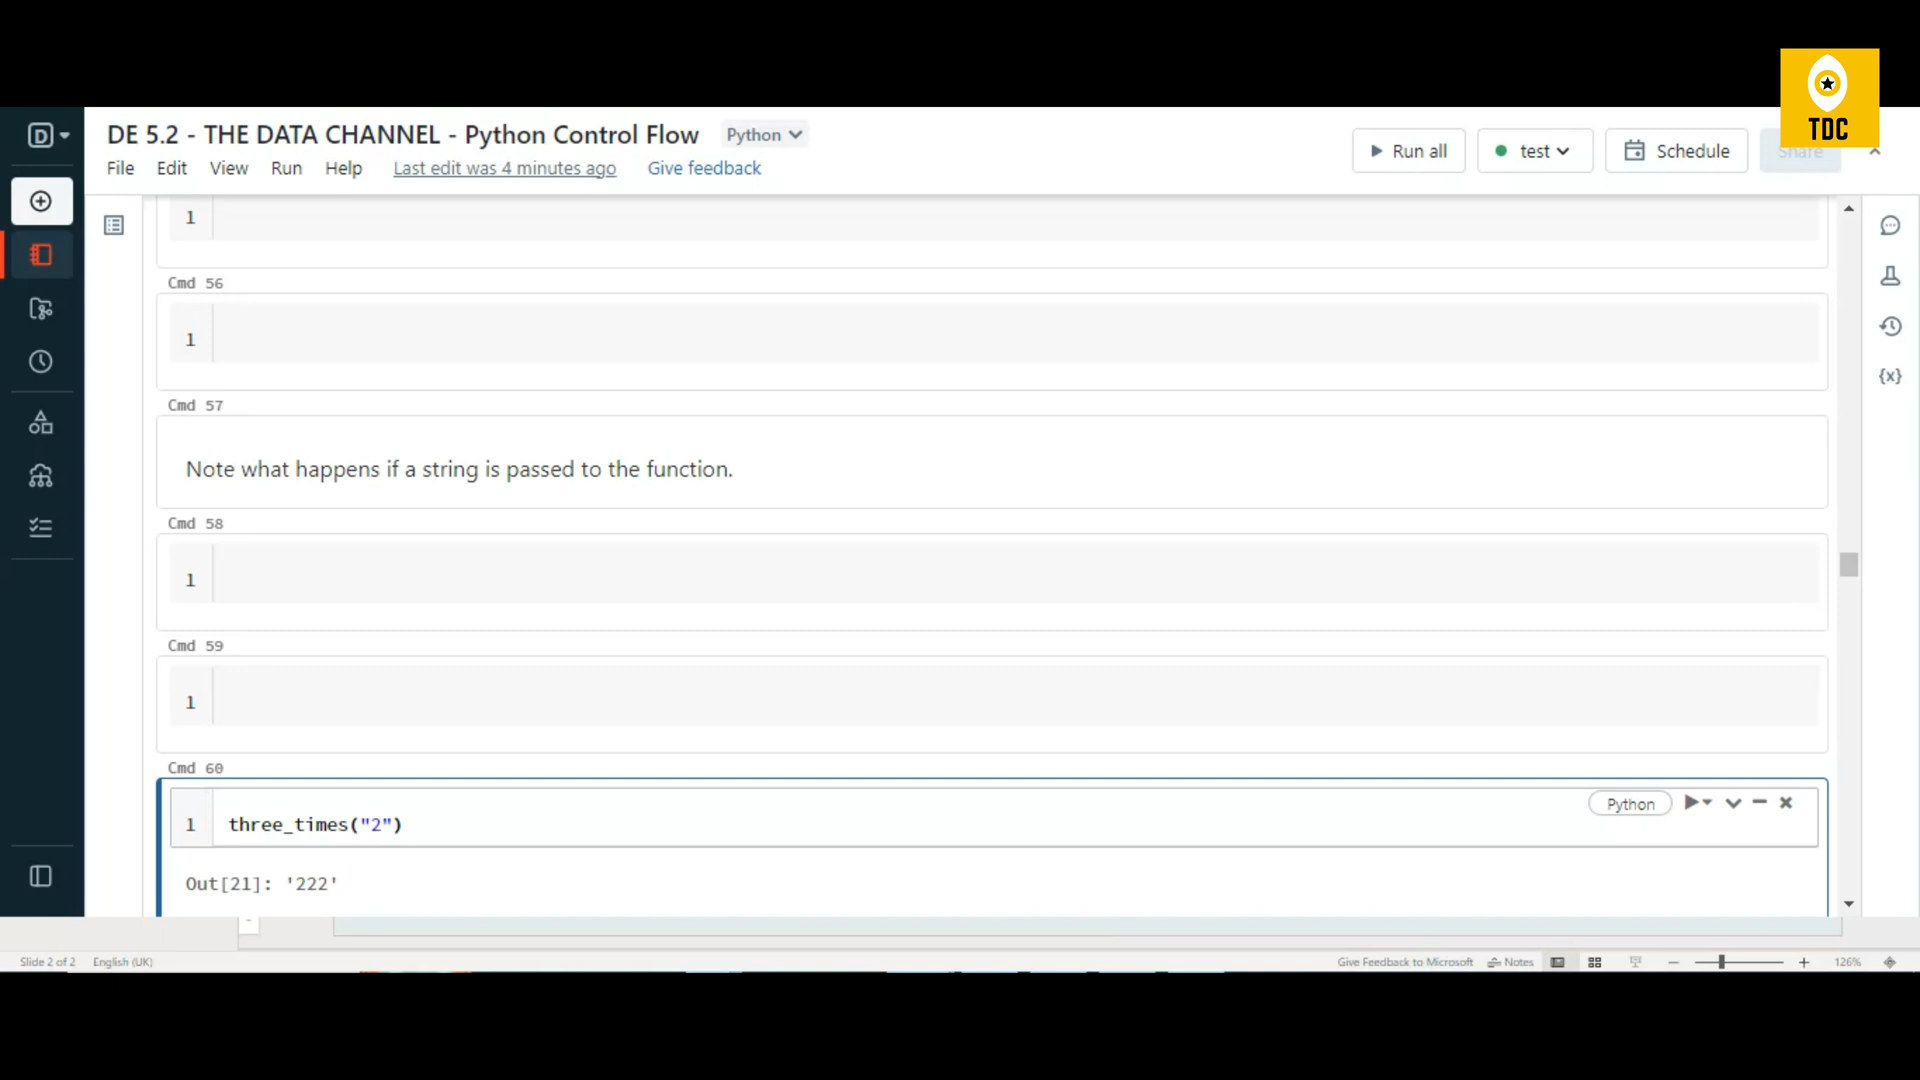 TDC
DE 5.2 - THE DATA CHANNEL - Python Control Flow
Python
File Edit View Run Help Last edit was 4 minutes ago Give feedback
Run all
test
Schedule
Share
1
Cmd 56
1
Cmd 57
Note what happens if a string is passed to the function.
Cmd 58
1
Cmd 59
1
Cmd 60
Python
1 three_times("2")
Out[21]: '222'
{x}
Slide 2 of 2 English (UK) Give Feedback to Microsoft Notes 126%